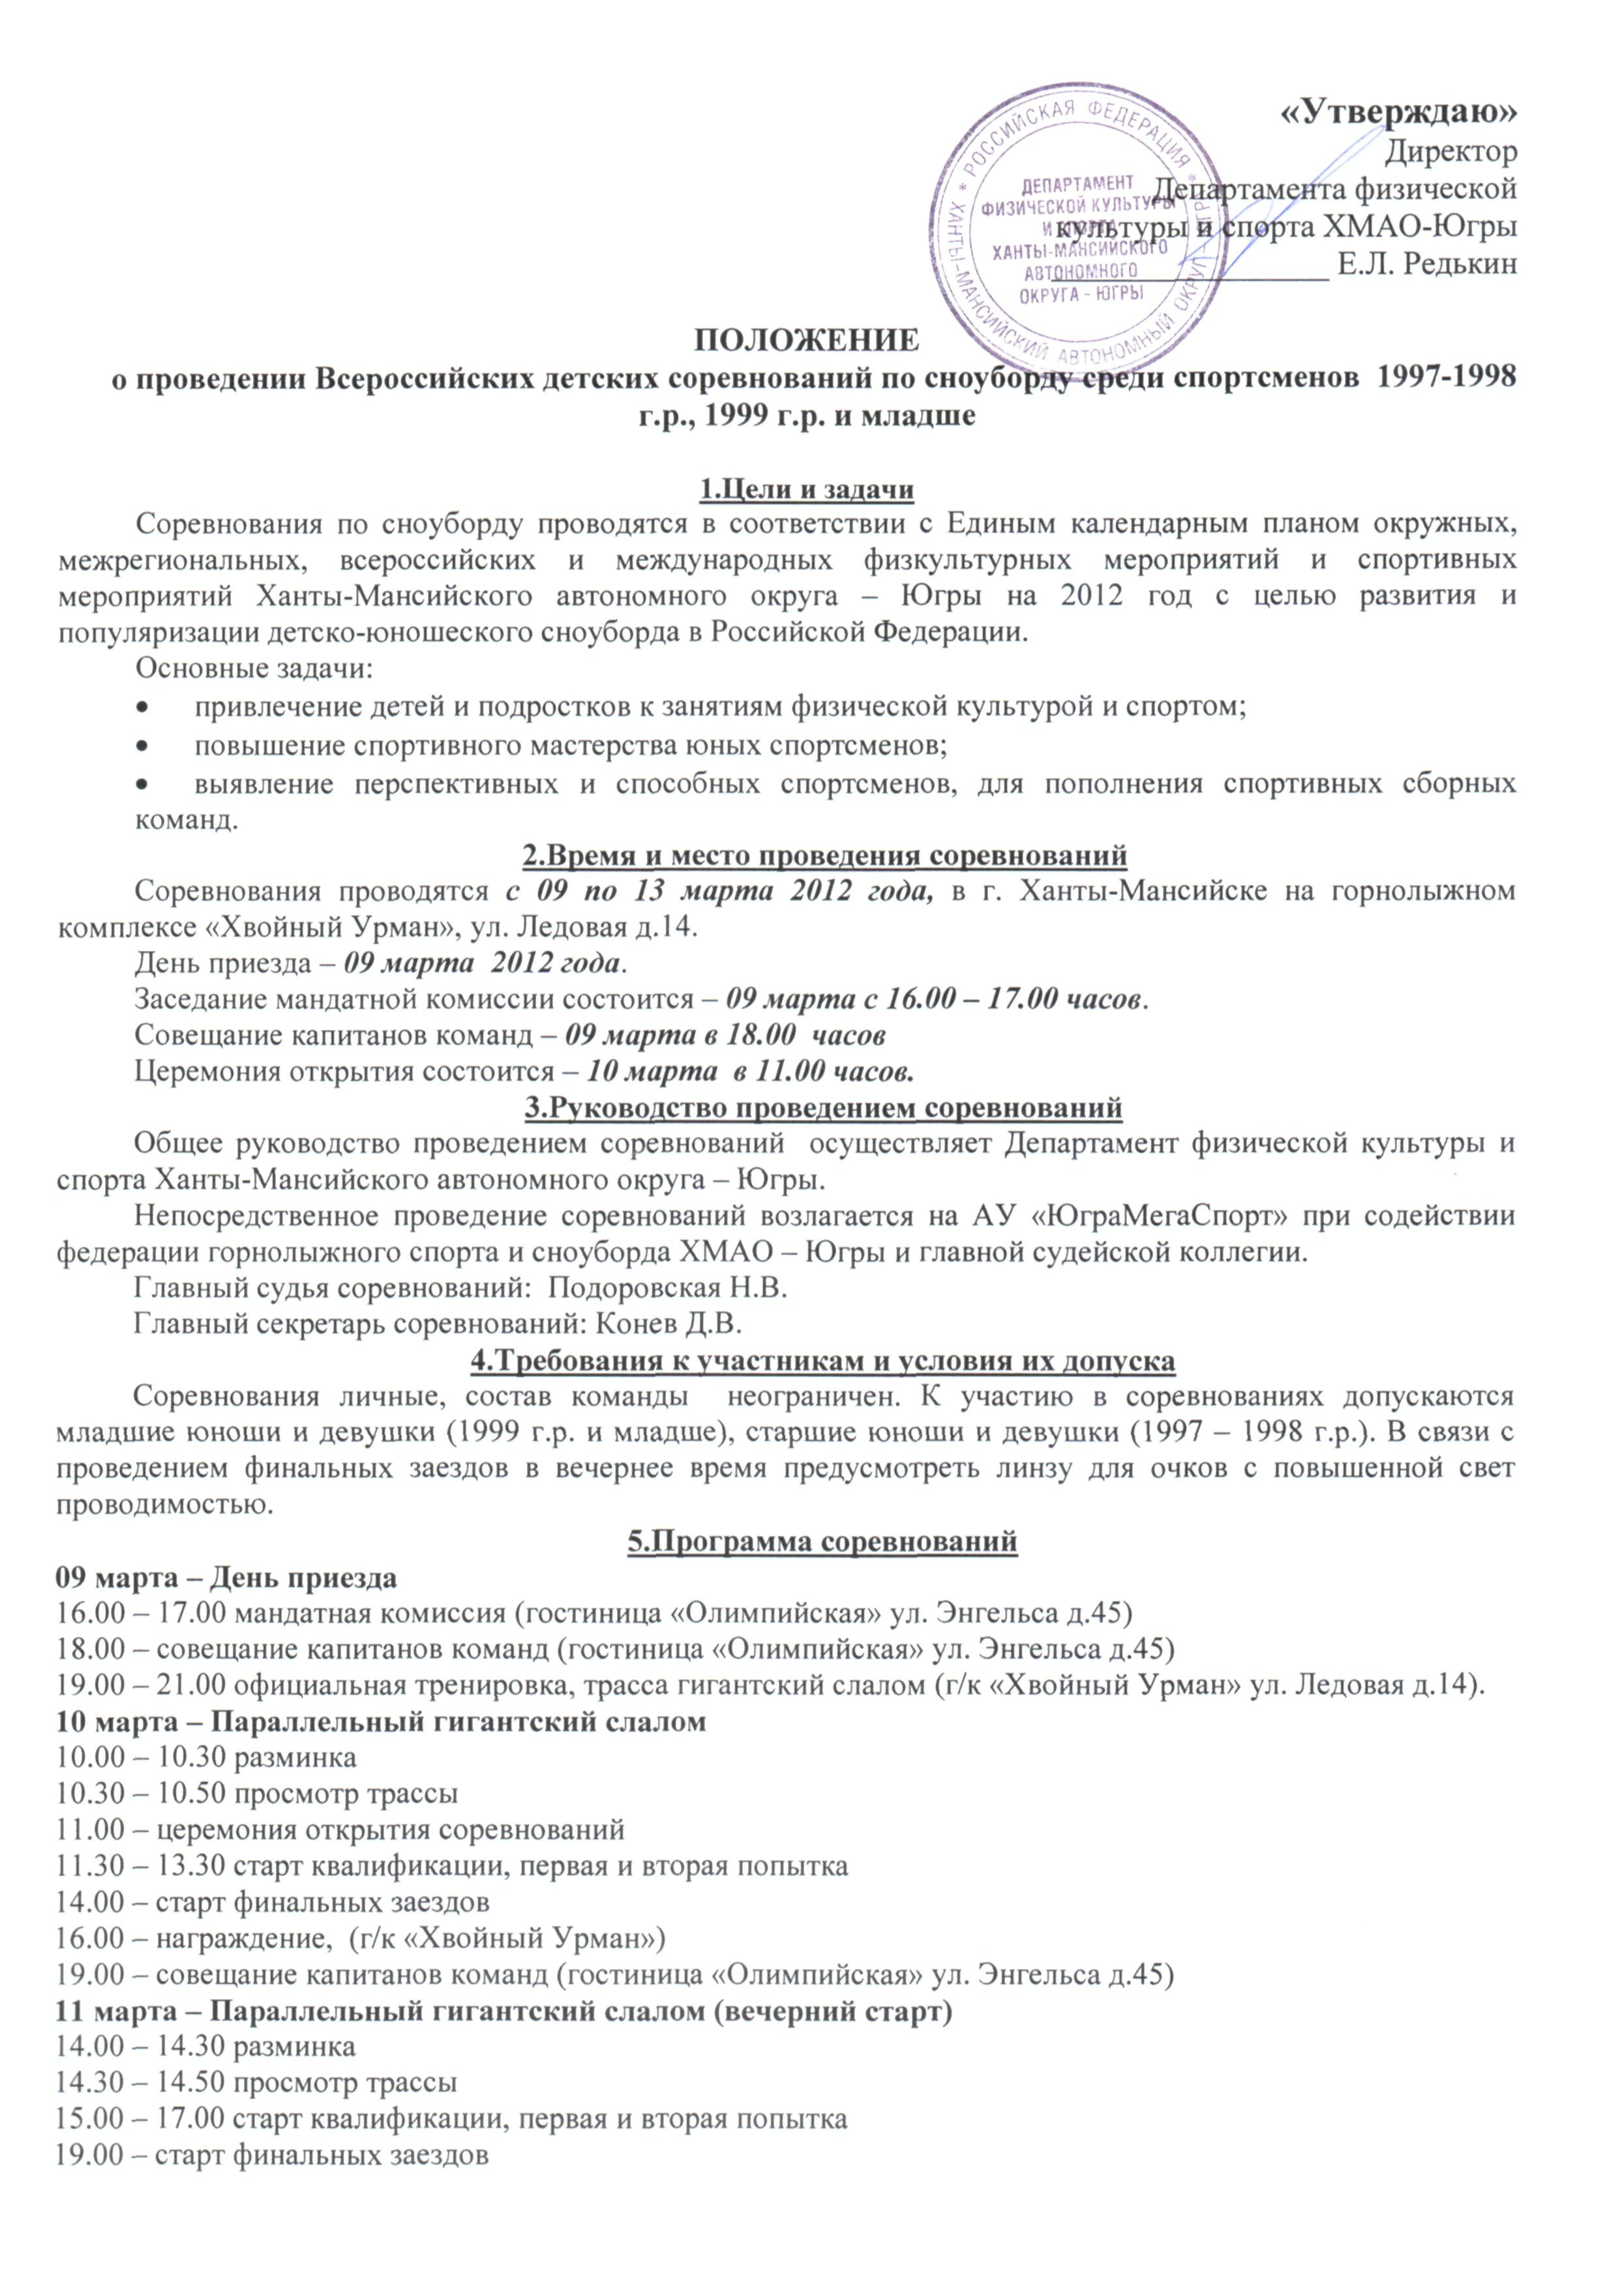 «Утверждаю»
Директор
Департамента физической
культуры и спорта ХМАО-Югры
________________ Е.Л. Редькин
* РОССИЙСКАЯ ФЕДЕРАЦИЯ *
ХАНТЫ-МАНСИЙСКИЙ АВТОНОМНЫЙ ОКРУГ - ЮГРА
ДЕПАРТАМЕНТ
ФИЗИЧЕСКОЙ КУЛЬТУРЫ
И СПОРТА
ХАНТЫ-МАНСИЙСКОГО
АВТОНОМНОГО
ОКРУГА - ЮГРЫ
ПОЛОЖЕНИЕ
о проведении Всероссийских детских соревнований по сноуборду среди спортсменов 1997-1998
г.р., 1999 г.р. и младше
1.Цели и задачи
Соревнования по сноуборду проводятся в соответствии с Единым календарным планом окружных,
межрегиональных, всероссийских и международных физкультурных мероприятий и спортивных
мероприятий Ханты-Мансийского автономного округа – Югры на 2012 год с целью развития и
популяризации детско-юношеского сноуборда в Российской Федерации.
Основные задачи:
• привлечение детей и подростков к занятиям физической культурой и спортом;
• повышение спортивного мастерства юных спортсменов;
• выявление перспективных и способных спортсменов, для пополнения спортивных сборных
команд.
2.Время и место проведения соревнований
Соревнования проводятся с 09 по 13 марта 2012 года, в г. Ханты-Мансийске на горнолыжном
комплексе «Хвойный Урман», ул. Ледовая д.14.
День приезда – 09 марта 2012 года.
Заседание мандатной комиссии состоится – 09 марта с 16.00 – 17.00 часов.
Совещание капитанов команд – 09 марта в 18.00 часов
Церемония открытия состоится – 10 марта в 11.00 часов.
3.Руководство проведением соревнований
Общее руководство проведением соревнований осуществляет Департамент физической культуры и
спорта Ханты-Мансийского автономного округа – Югры.
Непосредственное проведение соревнований возлагается на АУ «ЮграМегаСпорт» при содействии
федерации горнолыжного спорта и сноуборда ХМАО – Югры и главной судейской коллегии.
Главный судья соревнований: Подоровская Н.В.
Главный секретарь соревнований: Конев Д.В.
4.Требования к участникам и условия их допуска
Соревнования личные, состав команды неограничен. К участию в соревнованиях допускаются
младшие юноши и девушки (1999 г.р. и младше), старшие юноши и девушки (1997 – 1998 г.р.). В связи с
проведением финальных заездов в вечернее время предусмотреть линзу для очков с повышенной свет
проводимостью.
5.Программа соревнований
09 марта – День приезда
16.00 – 17.00 мандатная комиссия (гостиница «Олимпийская» ул. Энгельса д.45)
18.00 – совещание капитанов команд (гостиница «Олимпийская» ул. Энгельса д.45)
19.00 – 21.00 официальная тренировка, трасса гигантский слалом (г/к «Хвойный Урман» ул. Ледовая д.14).
10 марта – Параллельный гигантский слалом
10.00 – 10.30 разминка
10.30 – 10.50 просмотр трассы
11.00 – церемония открытия соревнований
11.30 – 13.30 старт квалификации, первая и вторая попытка
14.00 – старт финальных заездов
16.00 – награждение, (г/к «Хвойный Урман»)
19.00 – совещание капитанов команд (гостиница «Олимпийская» ул. Энгельса д.45)
11 марта – Параллельный гигантский слалом (вечерний старт)
14.00 – 14.30 разминка
14.30 – 14.50 просмотр трассы
15.00 – 17.00 старт квалификации, первая и вторая попытка
19.00 – старт финальных заездов